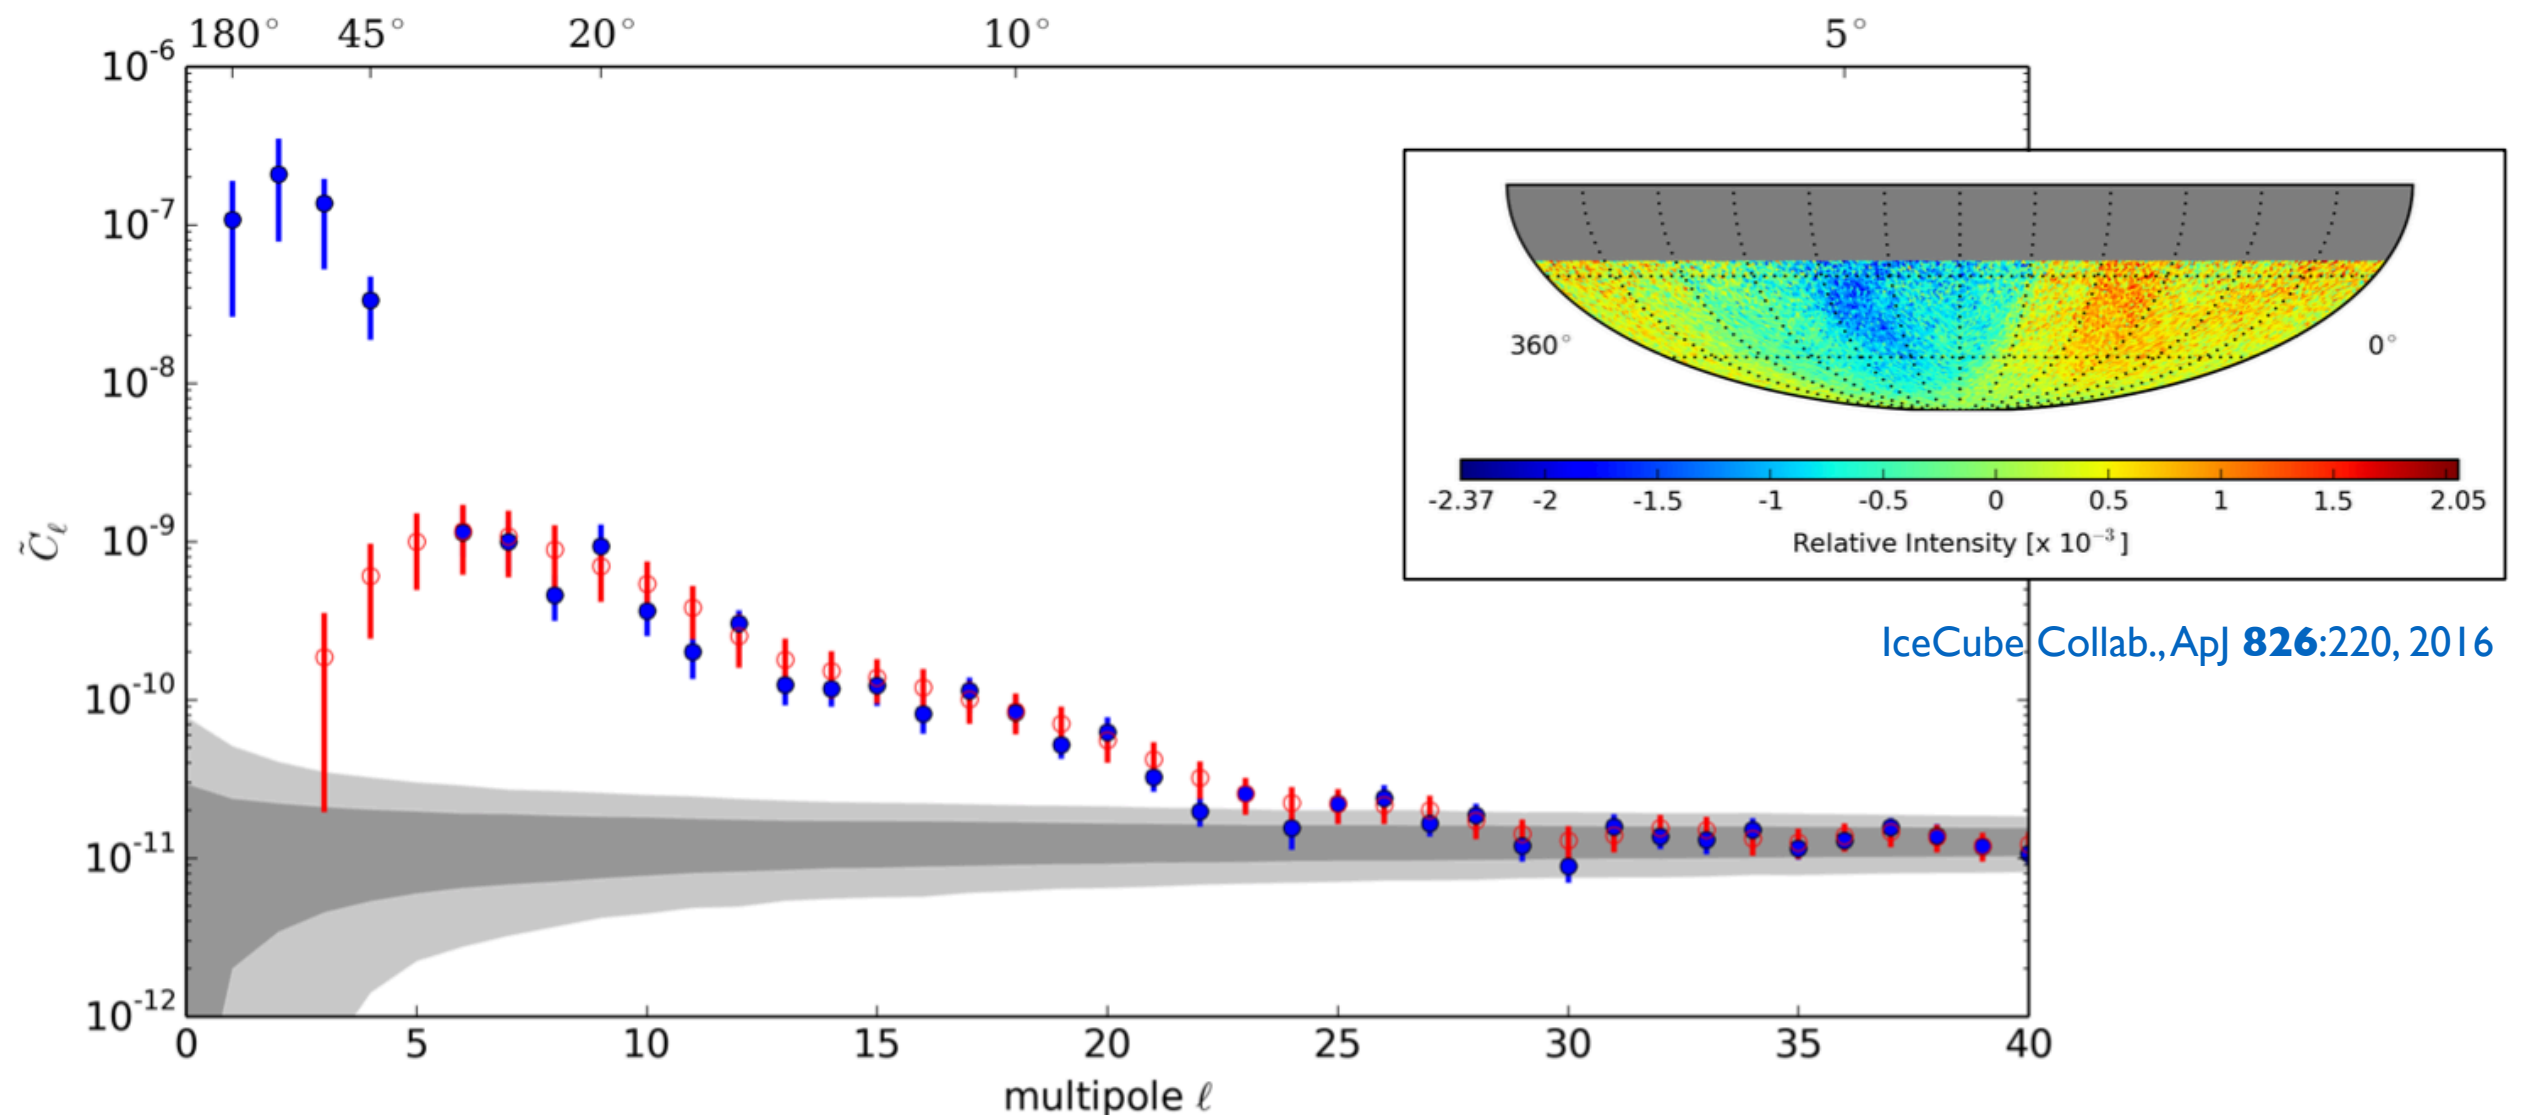 180° 45° 20° 10° 5°
10⁻⁶
10⁻⁷
10⁻⁸
10⁻⁹
10⁻¹⁰
10⁻¹¹
10⁻¹²
C̃ℓ
0 5 10 15 20 25 30 35 40
multipole ℓ
360° 0°
-2.37 -2 -1.5 -1 -0.5 0 0.5 1 1.5 2.05
Relative Intensity [x 10⁻³]
IceCube Collab., ApJ 826:220, 2016